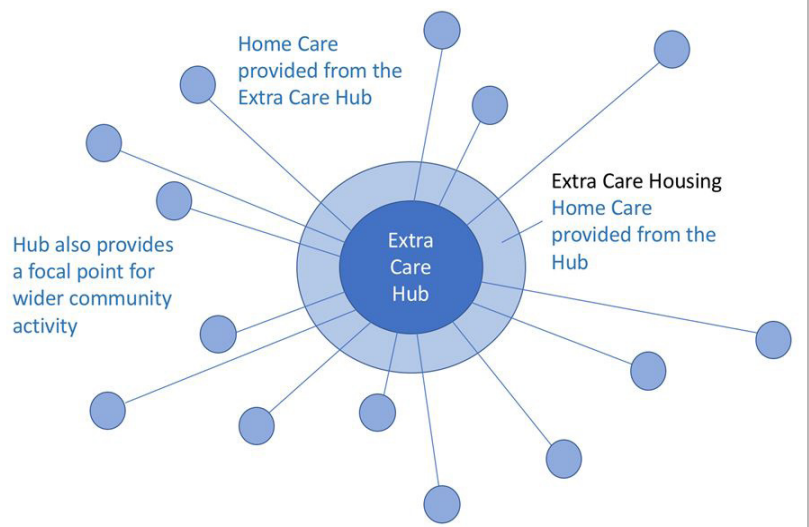 Home Care
provided from the
Extra Care Hub
Extra Care Housing
Home Care
provided from the
Hub
Extra
Care
Hub
Hub also provides
a focal point for
wider community
activity